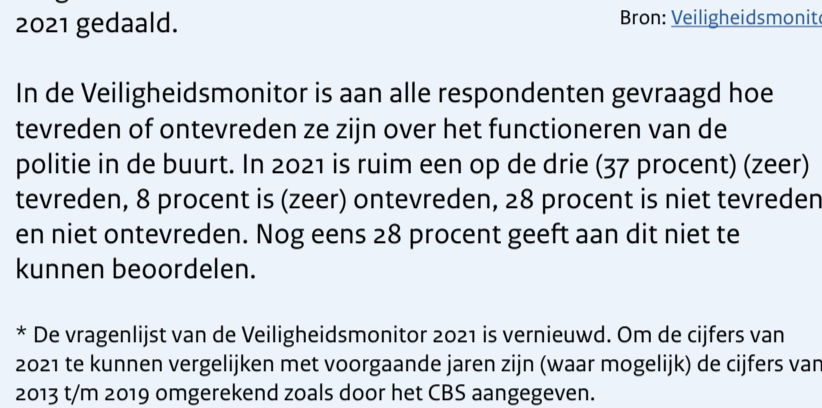 2021 gedaald.
Bron: Veiligheidsmonito
In de Veiligheidsmonitor is aan alle respondenten gevraagd hoe
tevreden of ontevreden ze zijn over het functioneren van de
politie in de buurt. In 2021 is ruim een op de drie (37 procent) (zeer)
tevreden, 8 procent is (zeer) ontevreden, 28 procent is niet tevreden
en niet ontevreden. Nog eens 28 procent geeft aan dit niet te
kunnen beoordelen.
* De vragenlijst van de Veiligheidsmonitor 2021 is vernieuwd. Om de cijfers van
2021 te kunnen vergelijken met voorgaande jaren zijn (waar mogelijk) de cijfers van
2013 t/m 2019 omgerekend zoals door het CBS aangegeven.